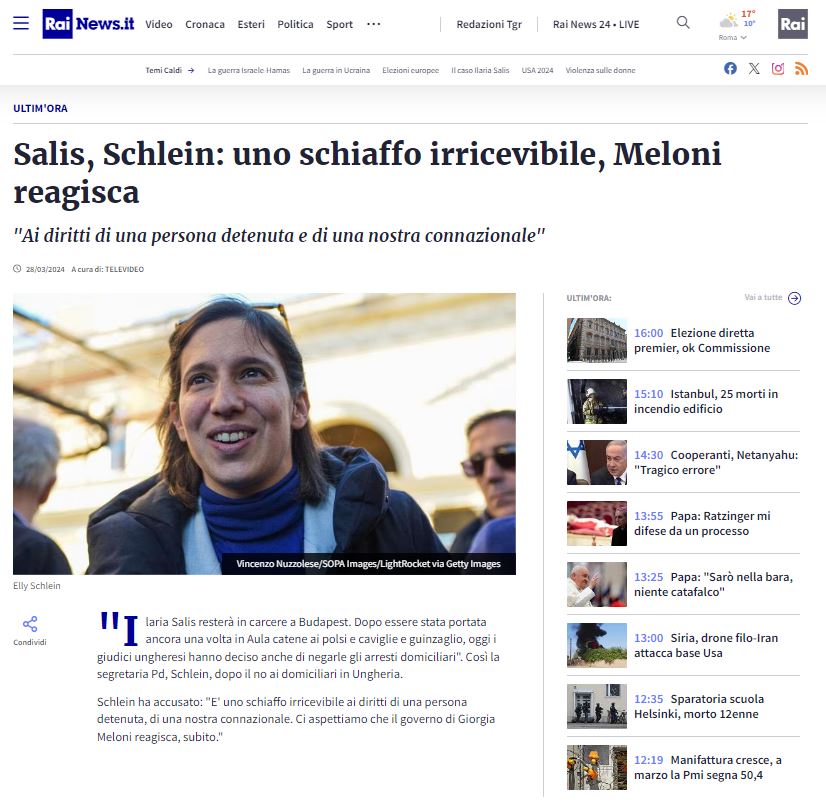 Rai News.it
Video Cronaca Esteri Politica Sport ···
Redazioni Tgr
Rai News 24 • LIVE
17°
10°
Roma
Rai
Temi Caldi → La guerra Israele-Hamas La guerra in Ucraina Elezioni europee Il caso Ilaria Salis USA 2024 Violenza sulle donne
ULTIM'ORA
Salis, Schlein: uno schiaffo irricevibile, Meloni
reagisca
"Ai diritti di una persona detenuta e di una nostra connazionale"
28/03/2024 A cura di: TELEVIDEO
Vincenzo Nuzzolese/SOPA Images/LightRocket via Getty Images
Elly Schlein
Condividi
"Ilaria Salis resterà in carcere a Budapest. Dopo essere stata portata
ancora una volta in Aula catene ai polsi e caviglie e guinzaglio, oggi i
giudici ungheresi hanno deciso anche di negarle gli arresti domiciliari". Così la
segretaria Pd, Schlein, dopo il no ai domiciliari in Ungheria.
Schlein ha accusato: "E' uno schiaffo irricevibile ai diritti di una persona
detenuta, di una nostra connazionale. Ci aspettiamo che il governo di Giorgia
Meloni reagisca, subito."
ULTIM'ORA:
Vai a tutte
16:00 Elezione diretta
premier, ok Commissione
15:10 Istanbul, 25 morti in
incendio edificio
14:30 Cooperanti, Netanyahu:
"Tragico errore"
13:55 Papa: Ratzinger mi
difese da un processo
13:25 Papa: "Sarò nella bara,
niente catafalco"
13:00 Siria, drone filo-Iran
attacca base Usa
12:35 Sparatoria scuola
Helsinki, morto 12enne
12:19 Manifattura cresce, a
marzo la Pmi segna 50,4